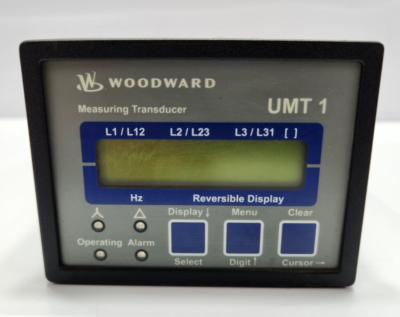 WOODWARD
Measuring Transducer UMT 1
L1 / L12 L2 / L23 L3 / L31 [ ]
Hz Reversible Display
Display ↓ Menu Clear
Operating Alarm
Select Digit ↑ Cursor →